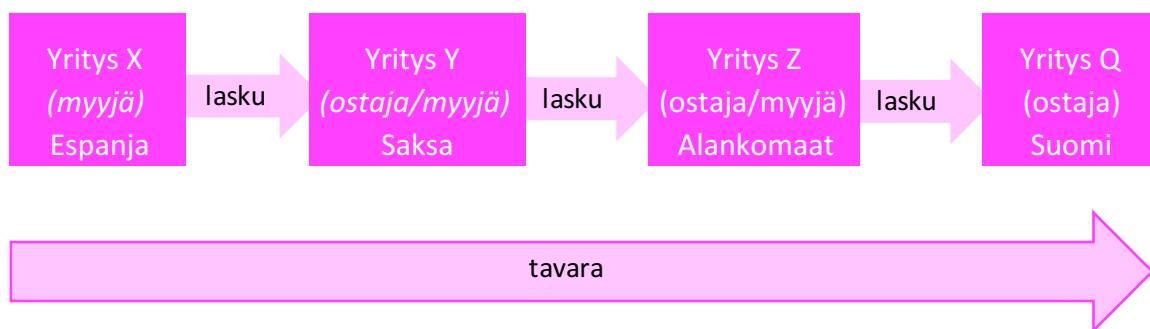 Yritys X
(myyjä)
Espanja
lasku
Yritys Y
(ostaja/myyjä)
Saksa
lasku
Yritys Z
(ostaja/myyjä)
Alankomaat
lasku
Yritys Q
(ostaja)
Suomi
tavara